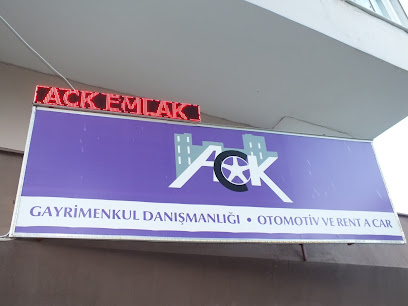 ACK EMLAK
ACK
GAYRİMENKUL DANIŞMANLIĞI • OTOMOTİV VE RENT A CAR